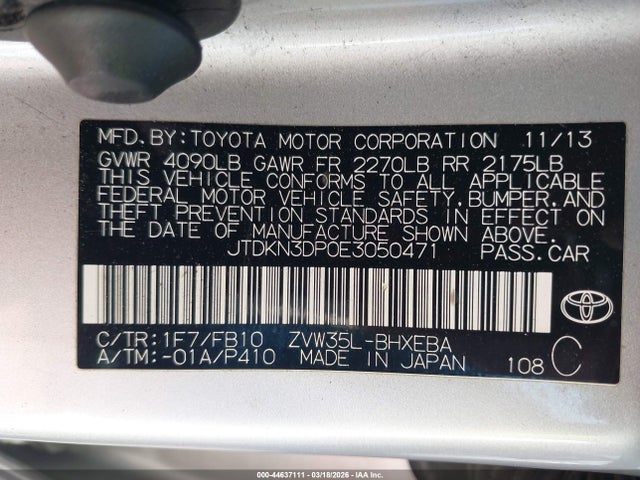 MFD.BY:TOYOTA MOTOR CORPORATION 11/13
GVWR 4090LB GAWR FR 2270LB RR 2175LB
THIS VEHICLE CONFORMS TO ALL APPLICABLE
FEDERAL MOTOR VEHICLE SAFETY,BUMPER,AND
THEFT PREVENTION STANDARDS IN EFFECT ON
THE DATE OF MANUFACTURE SHOWN ABOVE.
JTDKN3DP0E3050471 PASS.CAR
C/TR:1F7/FB10 ZVW35L-BHXEBA
A/TM:-01A/P410 MADE IN JAPAN 108 C
000-44637111 - 03/18/2026 - IAA Inc.